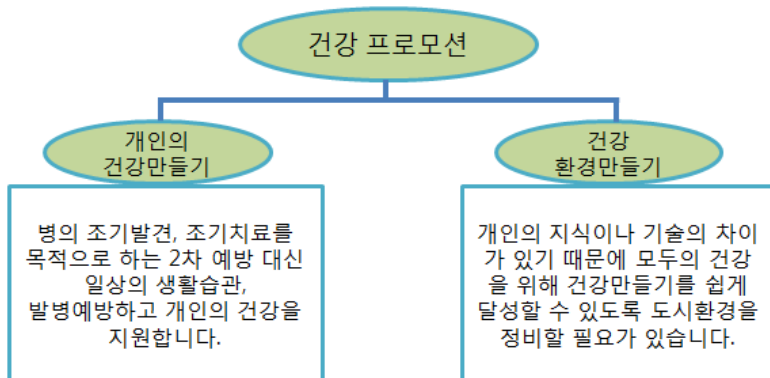 건강 프로모션
개인의
건강만들기
병의 조기발견, 조기치료를
목적으로 하는 2차 예방 대신
일상의 생활습관,
발병예방하고 개인의 건강을
지원합니다.
건강
환경만들기
개인의 지식이나 기술의 차이
가 있기 때문에 모두의 건강
을 위해 건강만들기를 쉽게
달성할 수 있도록 도시환경을
정비할 필요가 있습니다.